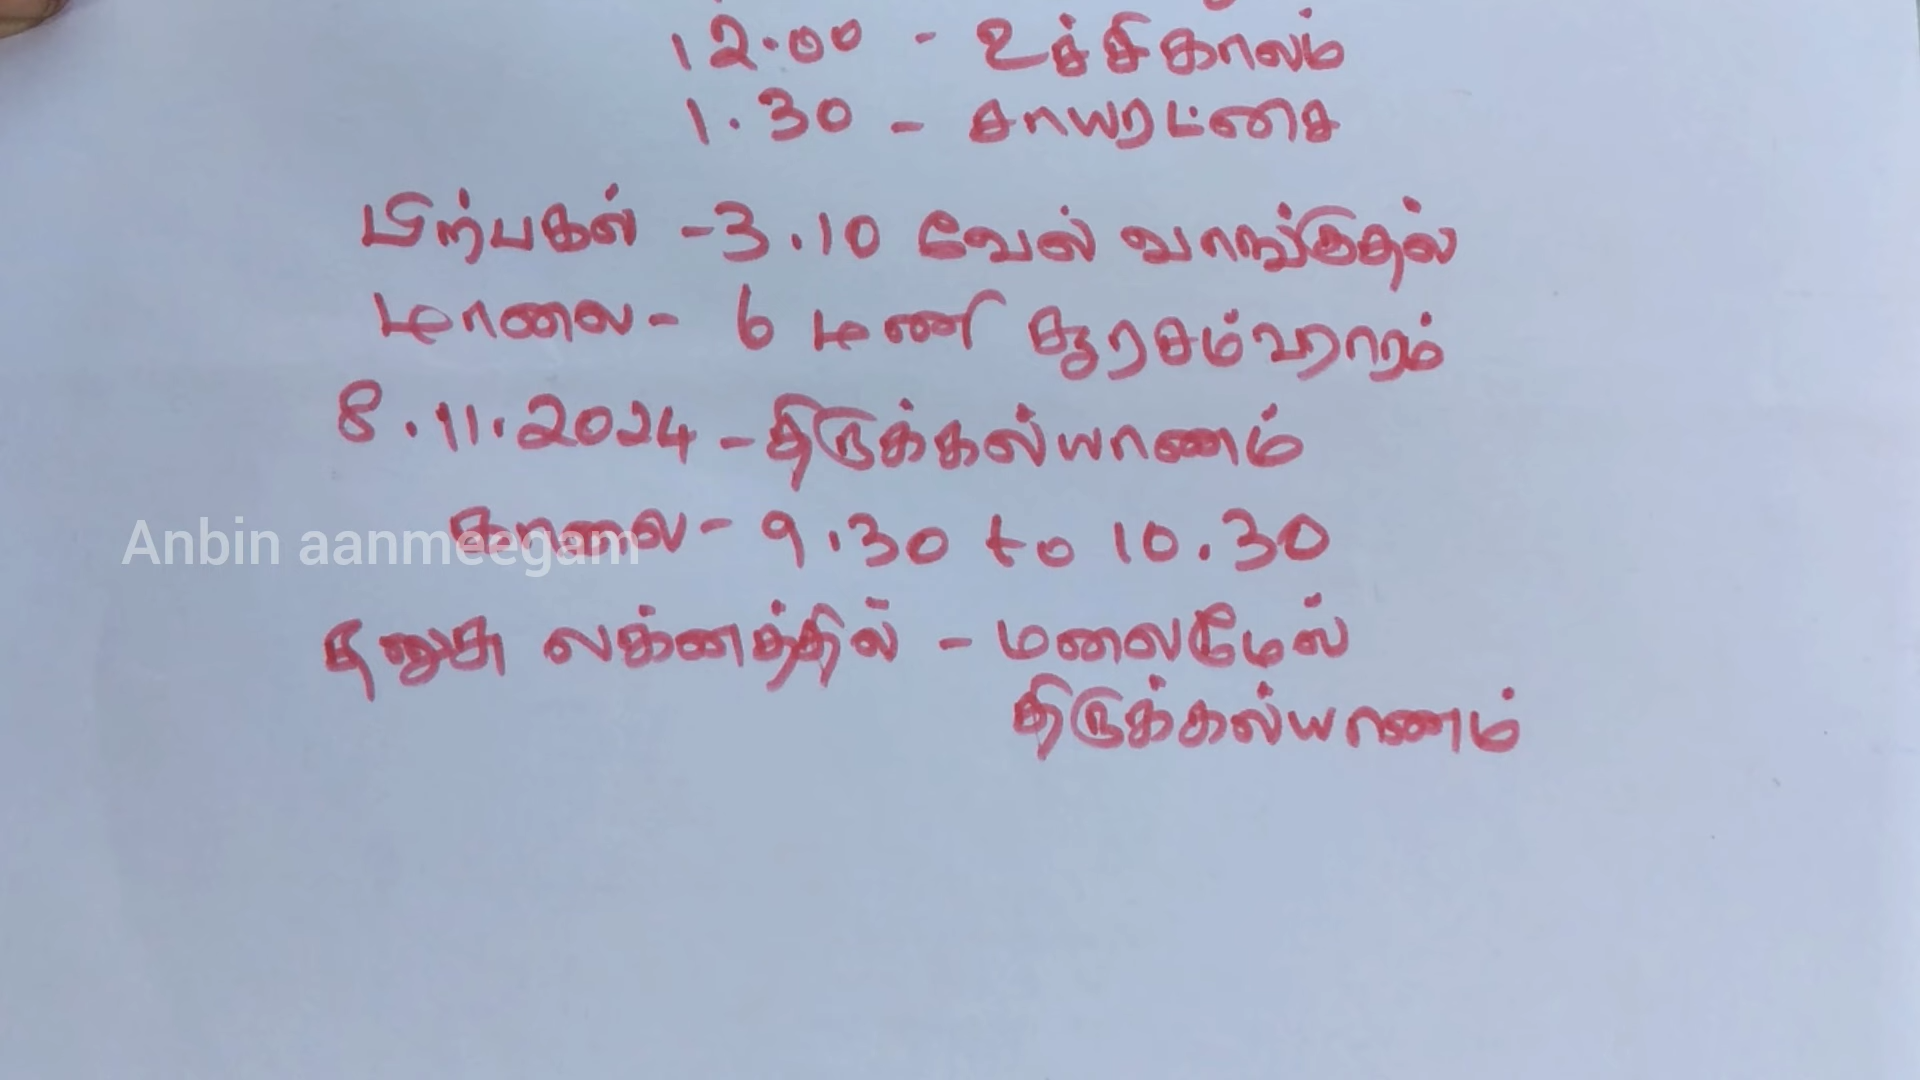 12.00 - உச்சிகாலம்
1.30 - சாயரட்சை
பிற்பகல் - 3.10 வேல் வாங்குதல்
மாலை - 6 மணி சூரசம்ஹாரம்
8.11.2024 - திருக்கல்யாணம்
காலை - 9.30 to 10.30
Anbin aanmeegam
தனுசு லக்னத்தில் - மலைமேல்
திருக்கல்யாணம்